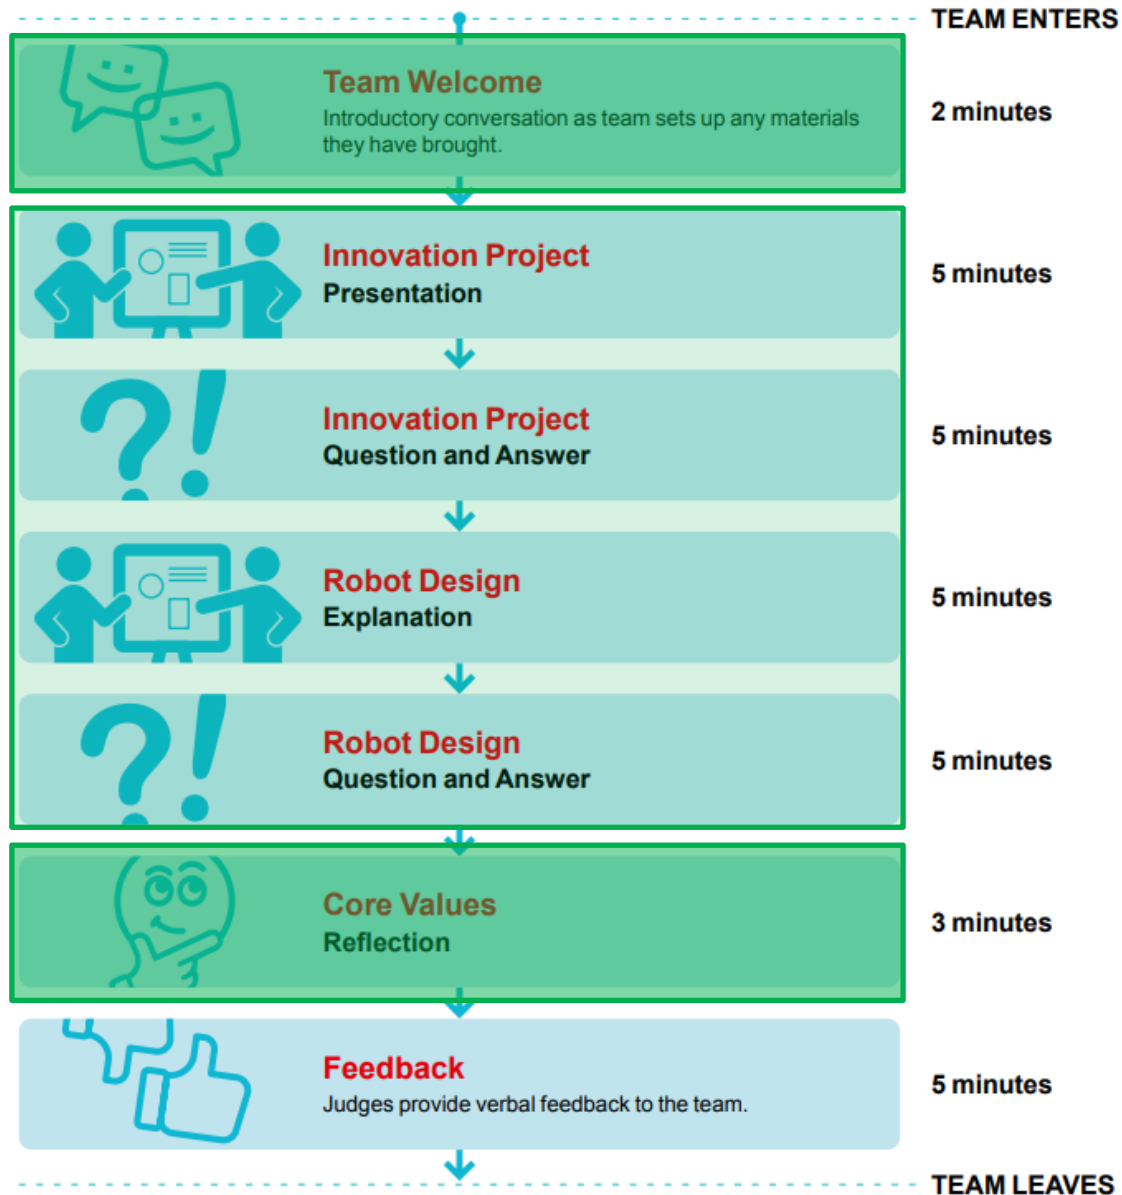 TEAM ENTERS
Team Welcome
Introductory conversation as team sets up any materials
they have brought.
2 minutes
Innovation Project
Presentation
5 minutes
?!
Innovation Project
Question and Answer
5 minutes
Robot Design
Explanation
5 minutes
?!
Robot Design
Question and Answer
5 minutes
Core Values
Reflection
3 minutes
Feedback
Judges provide verbal feedback to the team.
5 minutes
TEAM LEAVES